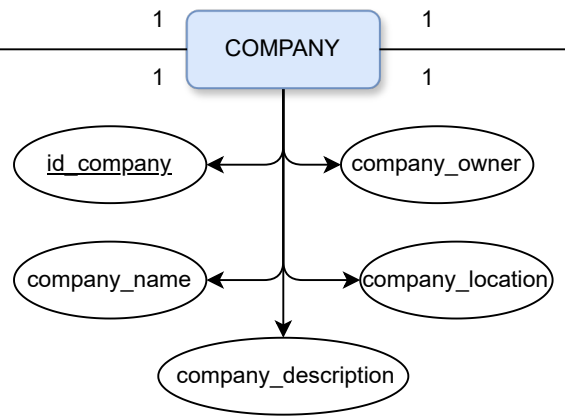 1
1
COMPANY
1
1
id_company
company_owner
company_name
company_location
company_description